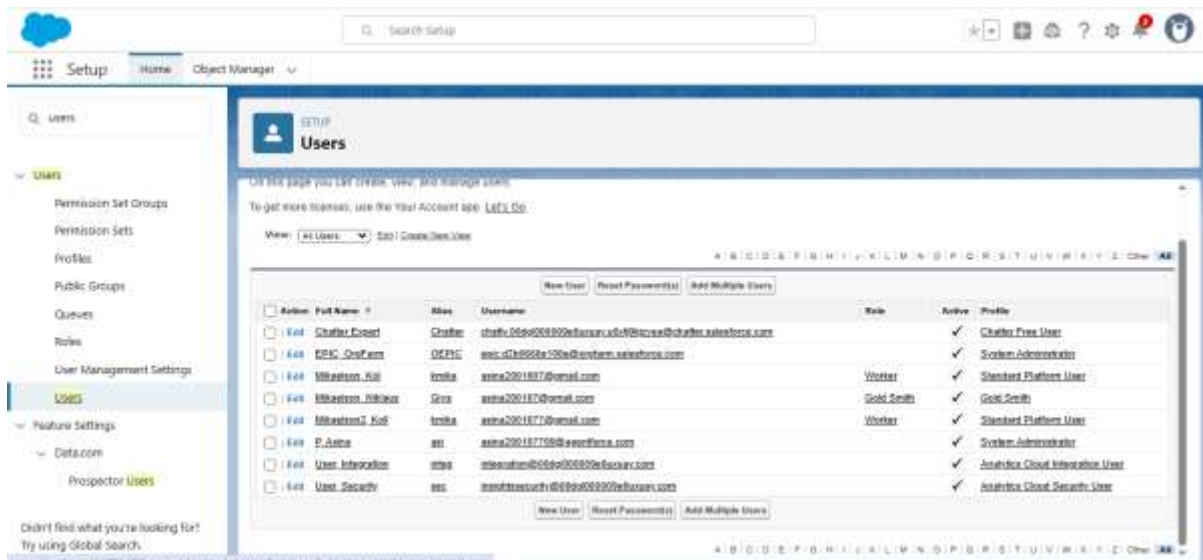 Search Setup
Setup
Home
Object Manager
users
Users
Permission Set Groups
Permission Sets
Profiles
Public Groups
Queues
Roles
User Management Settings
Users
Feature Settings
Data.com
Prospector Users
Didn't find what you're looking for?
Try using Global Search.
SETUP
Users
On this page you can create, view, and manage users.
To get more licenses, use the Your Account app. Let's Go
View: All Users Edit | Create New View
A | B | C | D | E | F | G | H | I | J | K | L | M | N | O | P | Q | R | S | T | U | V | W | X | Y | Z | Other All
New User Reset Password(s) Add Multiple Users
Action Full Name Alias Username Role Active Profile
Edit Chatter Expert Chatter Chatter Free User
Edit EPIC, OrgFarm OEPIC System Administrator
Edit Mikaelson, Kol Worker Standard Platform User
Edit Mikaelson, Niklaus Gold Smith Gold Smith
Edit Mikaelson2, Kol Worker Standard Platform User
Edit P, Asina System Administrator
Edit User, Integration integ Analytics Cloud Integration User
Edit User, Security sec Analytics Cloud Security User
New User Reset Password(s) Add Multiple Users
A | B | C | D | E | F | G | H | I | J | K | L | M | N | O | P | Q | R | S | T | U | V | W | X | Y | Z | Other All